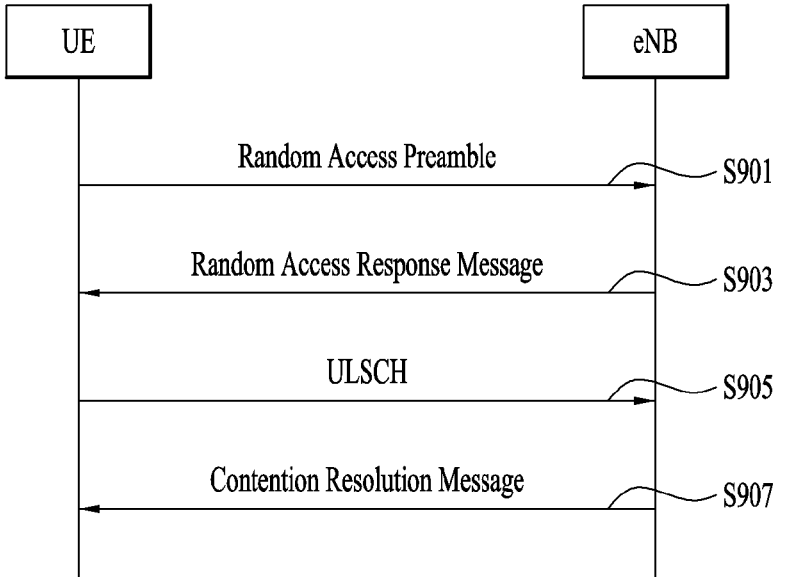 UE
eNB
Random Access Preamble
S901
Random Access Response Message
S903
ULSCH
S905
Contention Resolution Message
S907